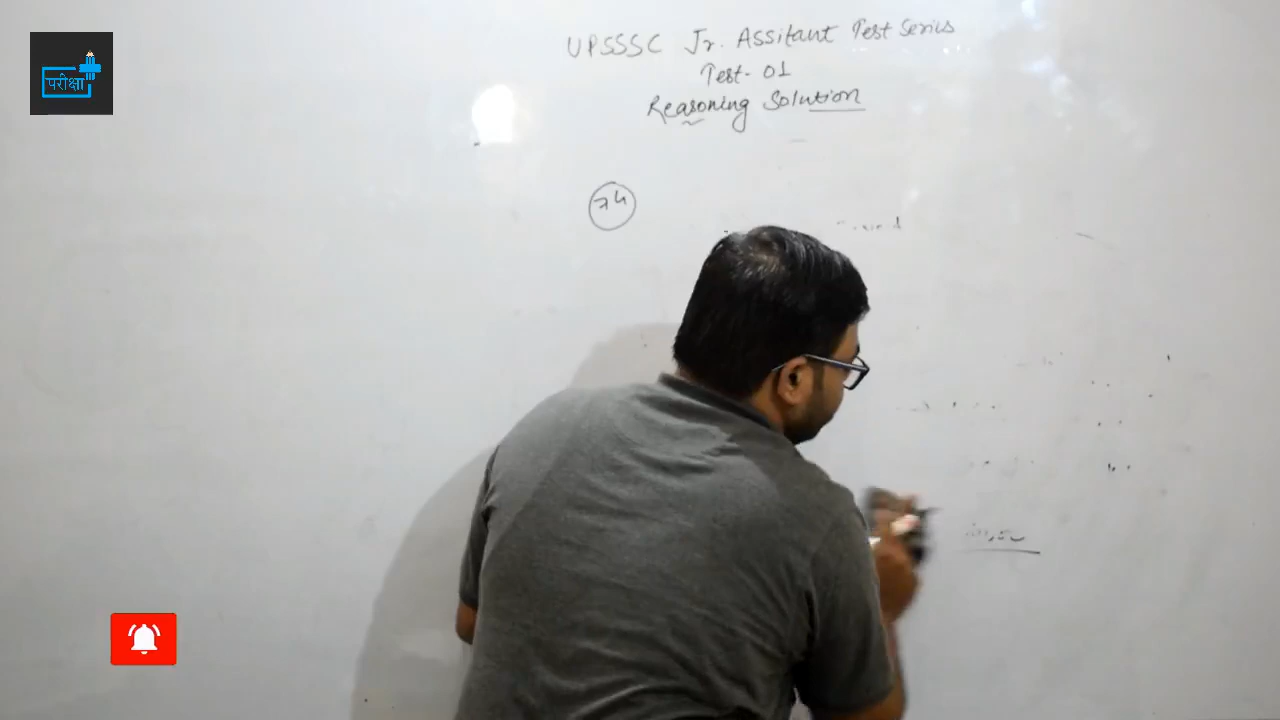 परीक्षा
UPSSSC Jr. Assitant Test Series
Test- 01
Reasoning Solution
74